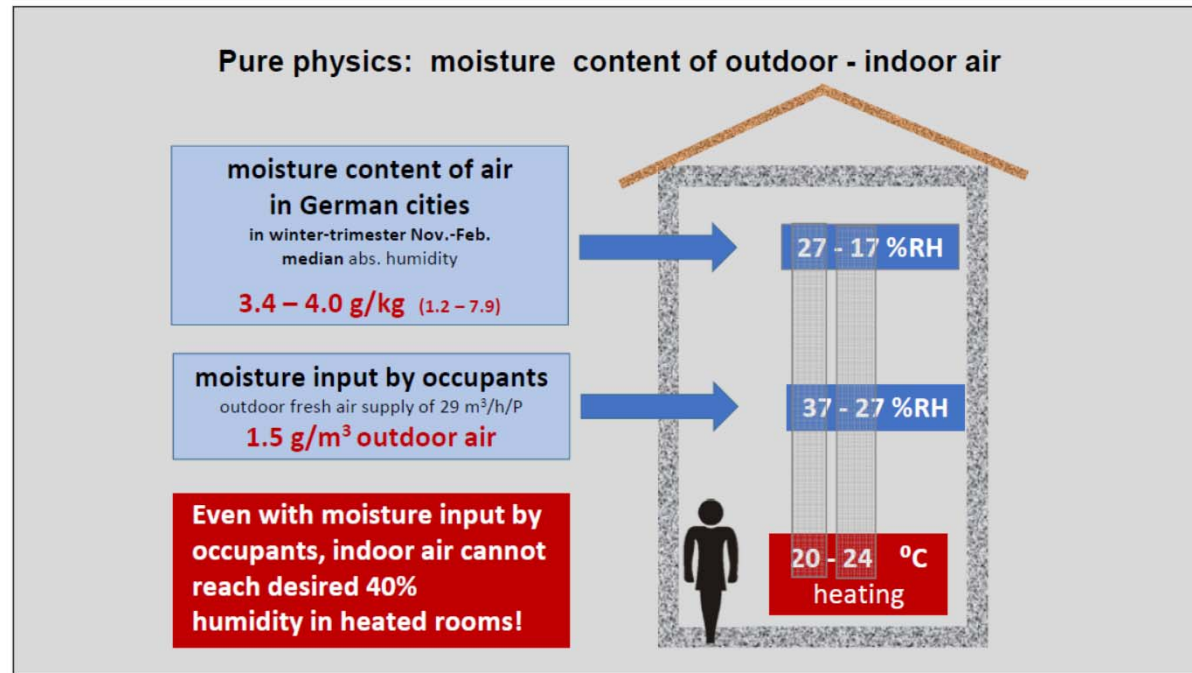 Pure physics: moisture content of outdoor - indoor air
moisture content of air
in German cities
in winter-trimester Nov.-Feb.
median abs. humidity
3.4 – 4.0 g/kg (1.2 – 7.9)
27 - 17 %RH
moisture input by occupants
outdoor fresh air supply of 29 m³/h/P
1.5 g/m³ outdoor air
37 - 27 %RH
Even with moisture input by
occupants, indoor air cannot
reach desired 40%
humidity in heated rooms!
20 - 24 ⁰C
heating